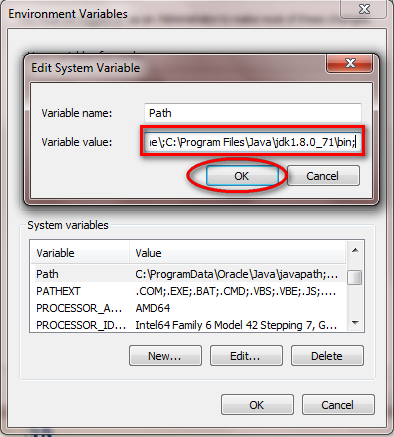 Environment Variables
Edit System Variable
Variable name: Path
Variable value: ne\;C:\Program Files\Java\jdk1.8.0_71\bin;
OK Cancel
System variables
Variable Value
Path C:\ProgramData\Oracle\Java\javapath;...
PATHEXT .COM;.EXE;.BAT;.CMD;.VBS;.VBE;.JS;....
PROCESSOR_A... AMD64
PROCESSOR_ID... Intel64 Family 6 Model 42 Stepping 7, G...
New... Edit... Delete
OK Cancel